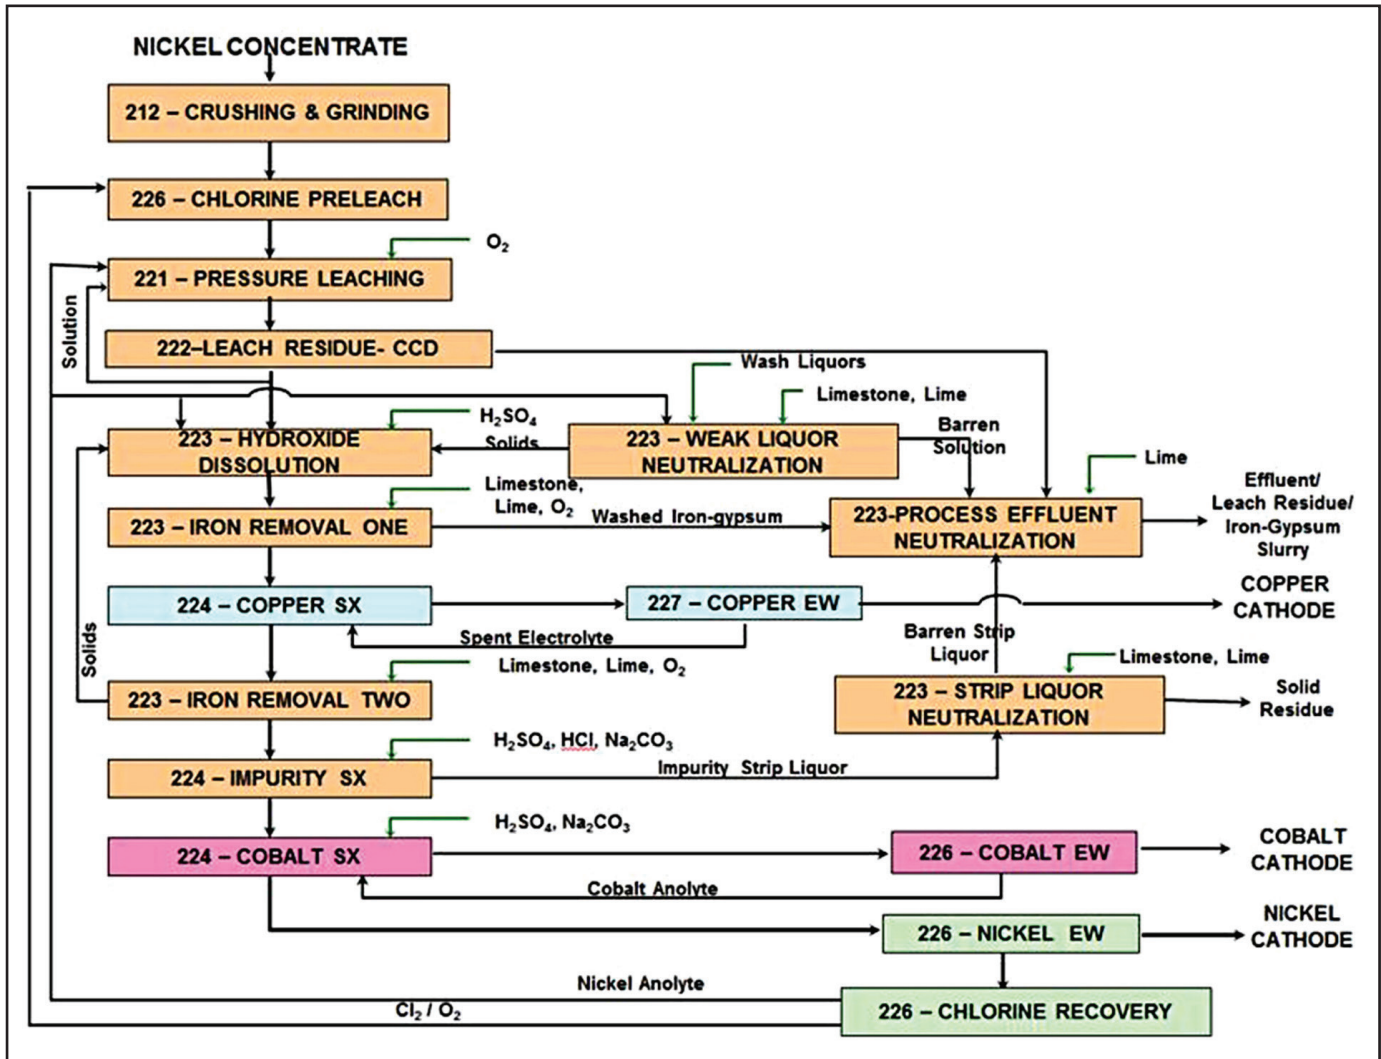 NICKEL CONCENTRATE
212 – CRUSHING & GRINDING
226 – CHLORINE PRELEACH
O₂
221 – PRESSURE LEACHING
Solution
222–LEACH RESIDUE- CCD
Wash Liquors
Limestone, Lime
H₂SO₄
223 – HYDROXIDE
DISSOLUTION
Solids
223 – WEAK LIQUOR
NEUTRALIZATION
Barren
Solution
Lime
Limestone,
Lime, O₂
223 – IRON REMOVAL ONE
Washed Iron-gypsum
223-PROCESS EFFLUENT
NEUTRALIZATION
Effluent/
Leach Residue/
Iron-Gypsum
Slurry
224 – COPPER SX
227 – COPPER EW
COPPER
CATHODE
Spent Electrolyte
Barren Strip
Liquor
Solids
Limestone, Lime, O₂
Limestone, Lime
223 – IRON REMOVAL TWO
223 – STRIP LIQUOR
NEUTRALIZATION
Solid
Residue
H₂SO₄, HCl, Na₂CO₃
224 – IMPURITY SX
Impurity Strip Liquor
H₂SO₄, Na₂CO₃
224 – COBALT SX
226 – COBALT EW
COBALT
CATHODE
Cobalt Anolyte
226 – NICKEL EW
NICKEL
CATHODE
Nickel Anolyte
Cl₂ / O₂
226 – CHLORINE RECOVERY